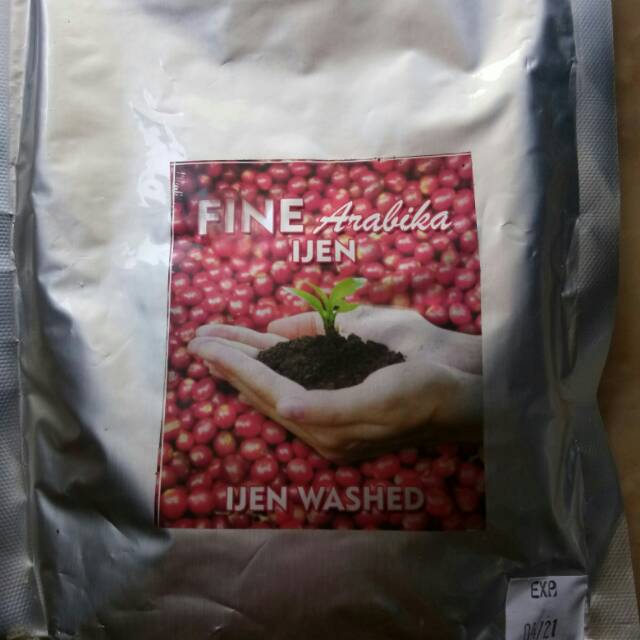 FINE Arabika
IJEN
IJEN WASHED
EXP.
04/21